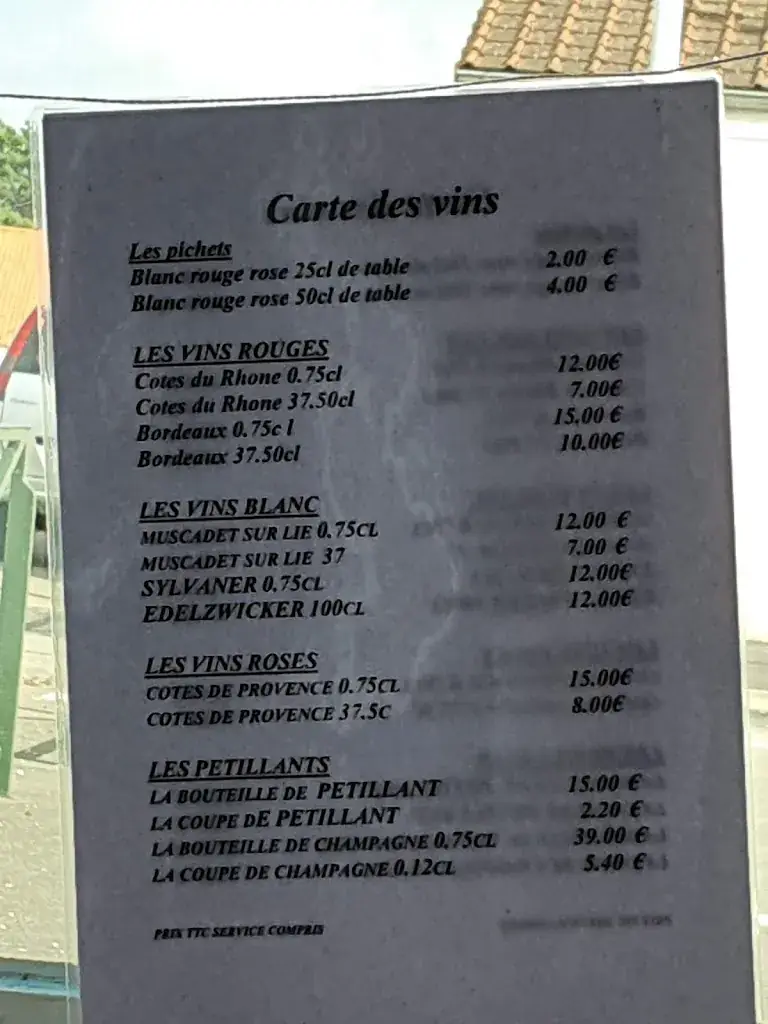 Carte des vins
Les pichets
Blanc rouge rose 25cl de table 2.00 €
Blanc rouge rose 50cl de table 4.00 €
LES VINS ROUGES
Cotes du Rhone 0.75cl 12.00€
Cotes du Rhone 37.50cl 7.00€
Bordeaux 0.75c l 15.00 €
Bordeaux 37.50cl 10.00€
LES VINS BLANC
MUSCADET SUR LIE 0.75CL 12.00 €
MUSCADET SUR LIE 37 7.00 €
SYLVANER 0.75CL 12.00€
EDELZWICKER 100CL 12.00€
LES VINS ROSES
COTES DE PROVENCE 0.75CL 15.00€
COTES DE PROVENCE 37.5C 8.00€
LES PETILLANTS
LA BOUTEILLE DE PETILLANT 15.00 €
LA COUPE DE PETILLANT 2.20 €
LA BOUTEILLE DE CHAMPAGNE 0.75CL 39.00 €
LA COUPE DE CHAMPAGNE 0.12CL 5.40 €
PRIX TTC SERVICE COMPRIS